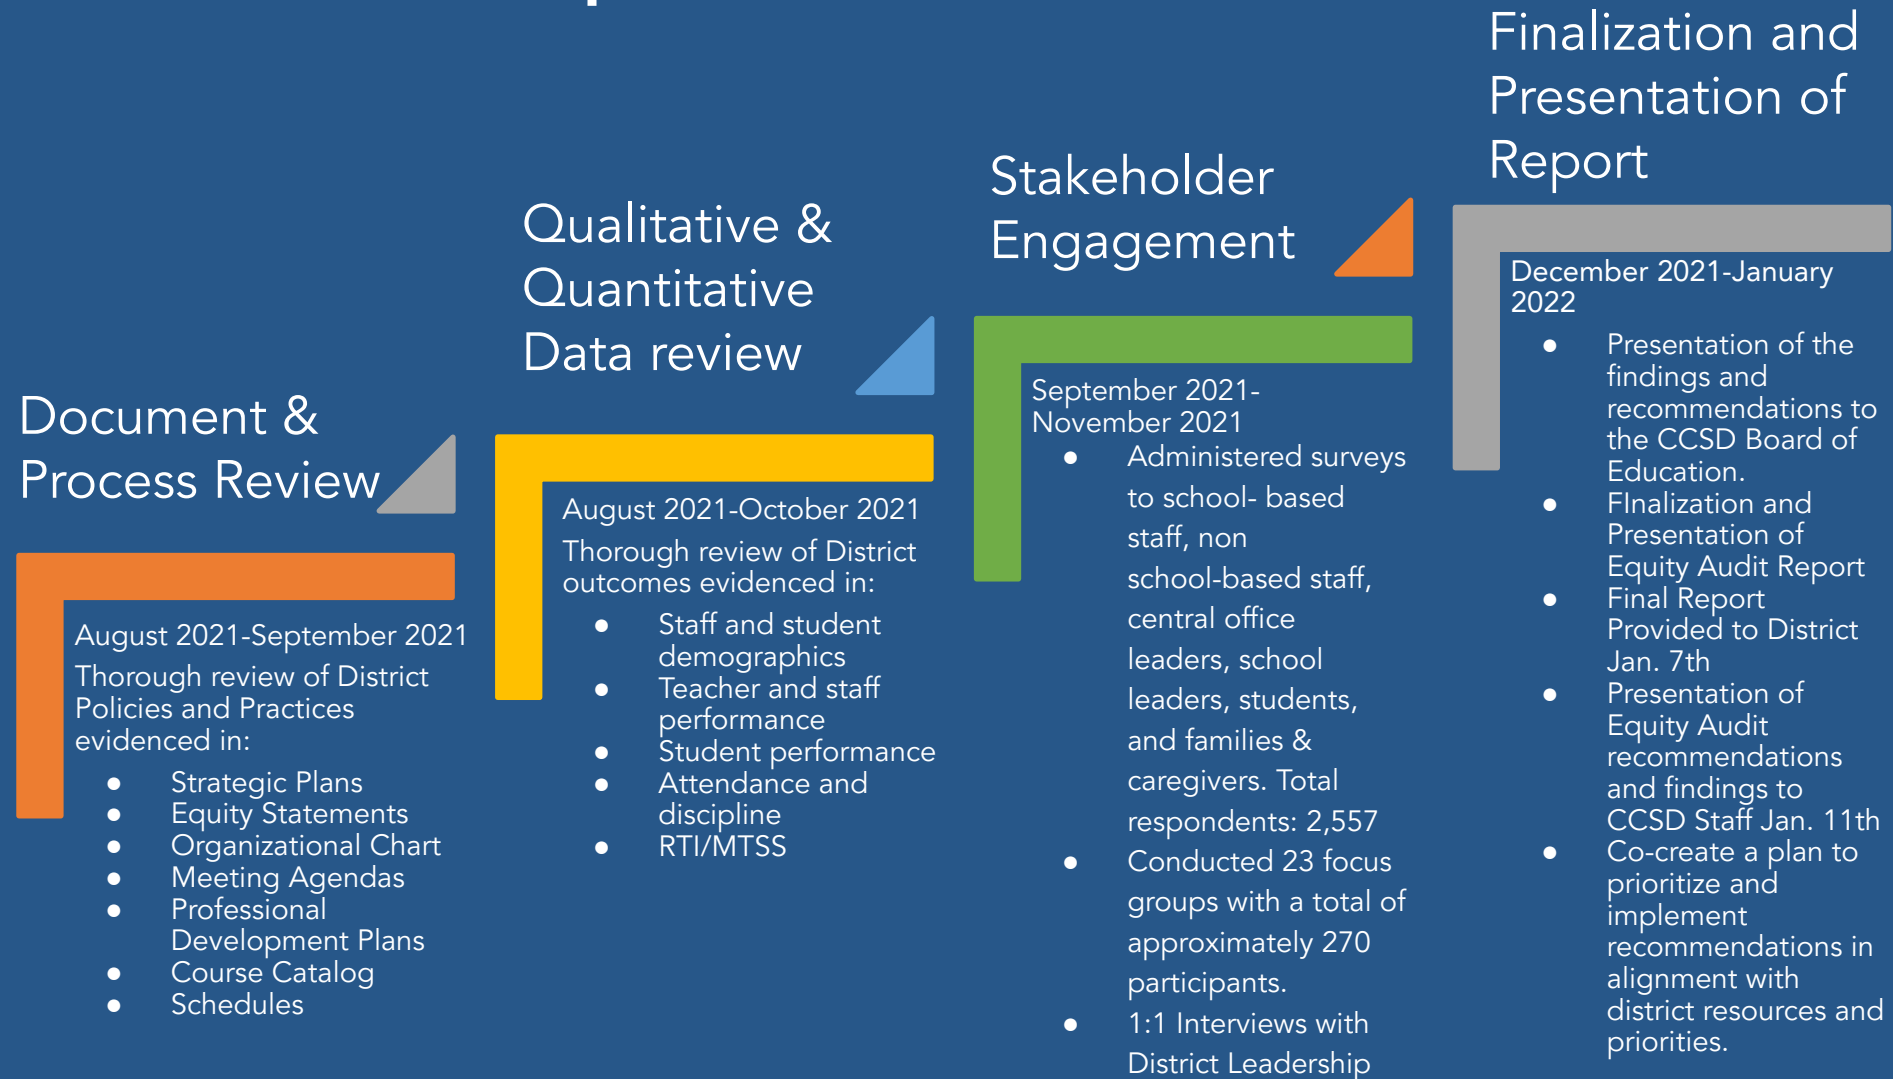 Document &
Process Review
August 2021-September 2021
Thorough review of District
Policies and Practices
evidenced in:
● Strategic Plans
● Equity Statements
● Organizational Chart
● Meeting Agendas
● Professional
Development Plans
● Course Catalog
● Schedules
Qualitative &
Quantitative
Data review
August 2021-October 2021
Thorough review of District
outcomes evidenced in:
● Staff and student
demographics
● Teacher and staff
performance
● Student performance
● Attendance and
discipline
● RTI/MTSS
Stakeholder
Engagement
September 2021-
November 2021
● Administered surveys
to school- based
staff, non
school-based staff,
central office
leaders, school
leaders, students,
and families &
caregivers. Total
respondents: 2,557
● Conducted 23 focus
groups with a total of
approximately 270
participants.
● 1:1 Interviews with
District Leadership
Finalization and
Presentation of
Report
December 2021-January
2022
● Presentation of the
findings and
recommendations to
the CCSD Board of
Education.
● FInalization and
Presentation of
Equity Audit Report
● Final Report
Provided to District
Jan. 7th
● Presentation of
Equity Audit
recommendations
and findings to
CCSD Staff Jan. 11th
● Co-create a plan to
prioritize and
implement
recommendations in
alignment with
district resources and
priorities.